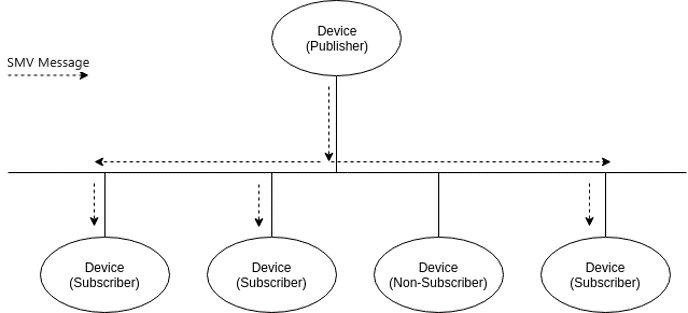 Device
(Publisher)
SMV Message
Device
(Subscriber)
Device
(Subscriber)
Device
(Non-Subscriber)
Device
(Subscriber)